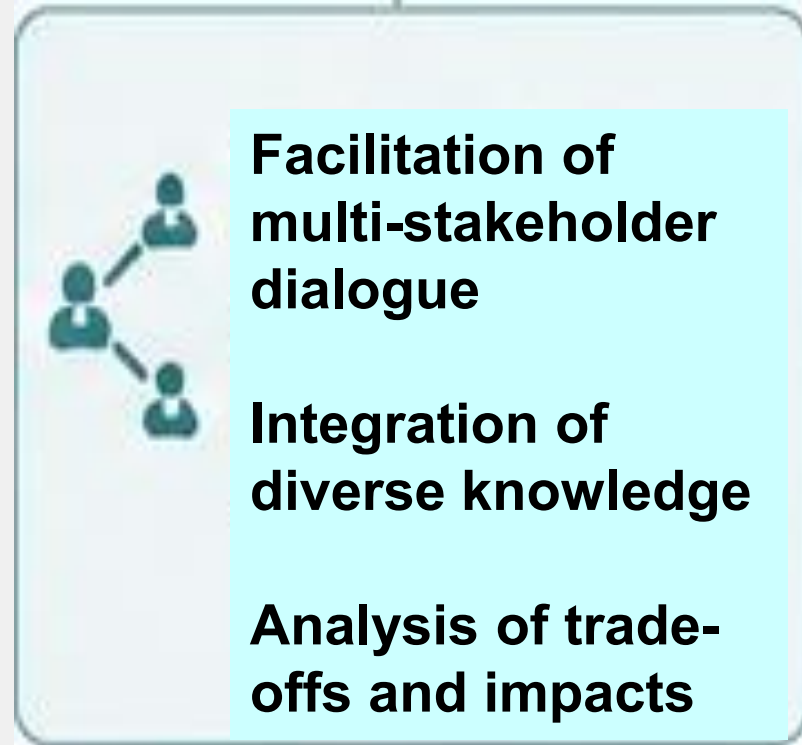 Facilitation of
multi-stakeholder
dialogue
Integration of
diverse knowledge
Analysis of trade-
offs and impacts